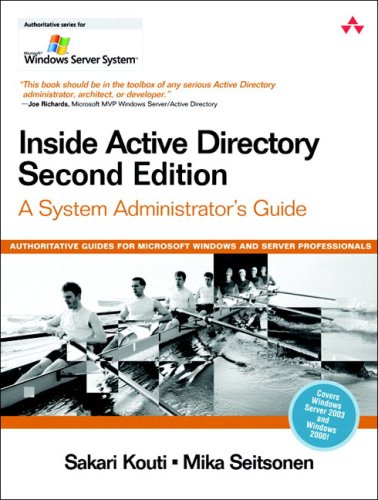 Authoritative series for
Microsoft
Windows Server System™
"This book should be in the toolbox of any serious Active Directory
administrator, architect, or developer."
—Joe Richards, Microsoft MVP Windows Server/Active Directory
Inside Active Directory
Second Edition
A System Administrator's Guide
AUTHORITATIVE GUIDES FOR MICROSOFT WINDOWS AND SERVER PROFESSIONALS
Covers
Windows
Server 2003
and
Windows
2000!
Sakari Kouti • Mika Seitsonen